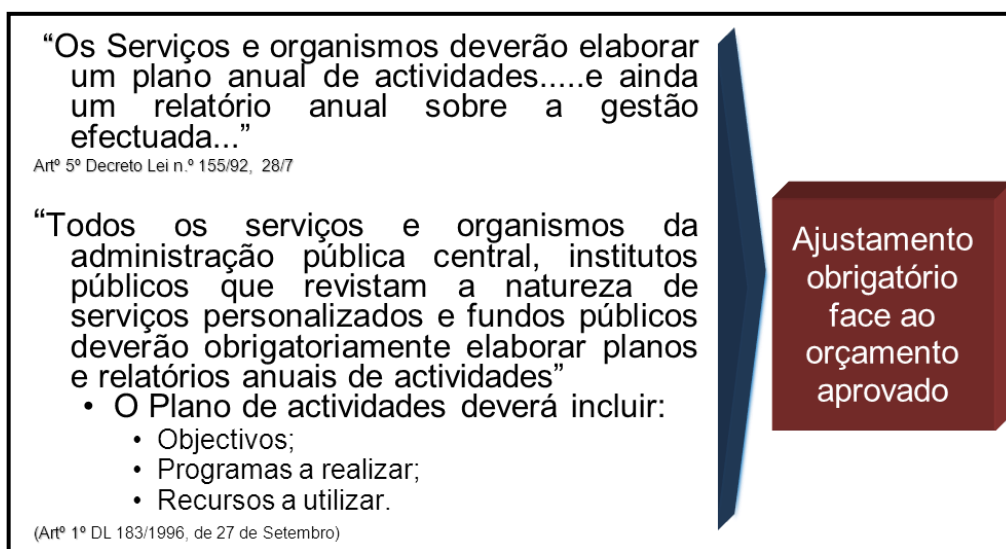 “Os Serviços e organismos deverão elaborar
um plano anual de actividades.....e ainda
um relatório anual sobre a gestão
efectuada...”
Artº 5º Decreto Lei n.º 155/92, 28/7
“Todos os serviços e organismos da
administração pública central, institutos
públicos que revistam a natureza de
serviços personalizados e fundos públicos
deverão obrigatoriamente elaborar planos
e relatórios anuais de actividades”
• O Plano de actividades deverá incluir:
• Objectivos;
• Programas a realizar;
• Recursos a utilizar.
(Artº 1º DL 183/1996, de 27 de Setembro)
Ajustamento
obrigatório
face ao
orçamento
aprovado